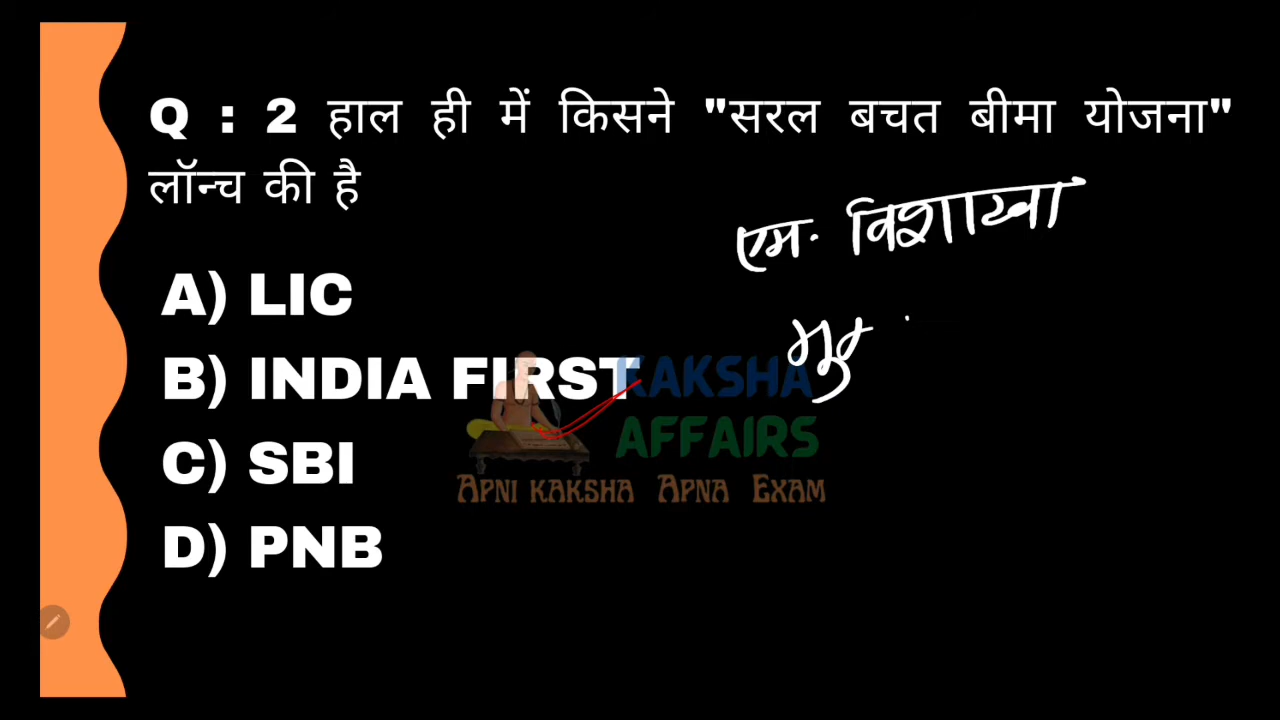 Q : 2 हाल ही में किसने "सरल बचत बीमा योजना"
लॉन्च की है
एम. विशाखा
A) LIC
मुम
B) INDIA FIRST
KAKSHA
C) SBI
AFFAIRS
APNI KAKSHA APNA EXAM
D) PNB